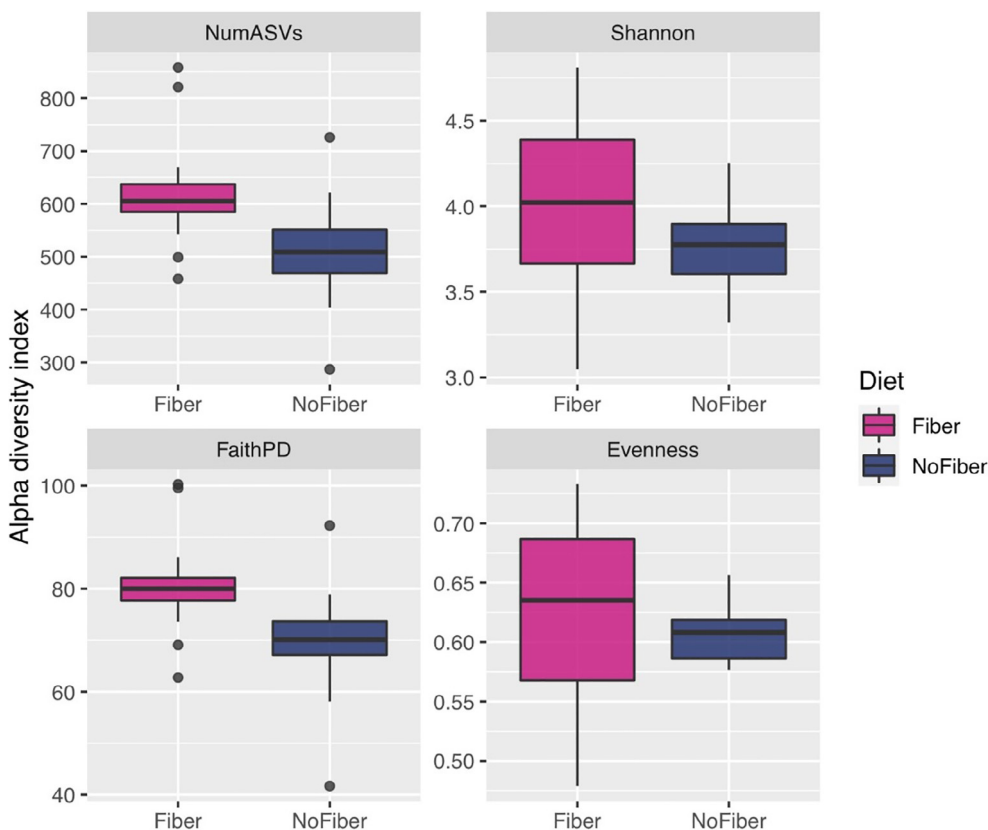 NumASVs
Shannon
800
700
600
500
400
300
4.5
4.0
3.5
3.0
Fiber
NoFiber
Fiber
NoFiber
Alpha diversity index
FaithPD
Evenness
100
80
60
40
0.70
0.65
0.60
0.55
0.50
Fiber
NoFiber
Fiber
NoFiber
Diet
Fiber
NoFiber